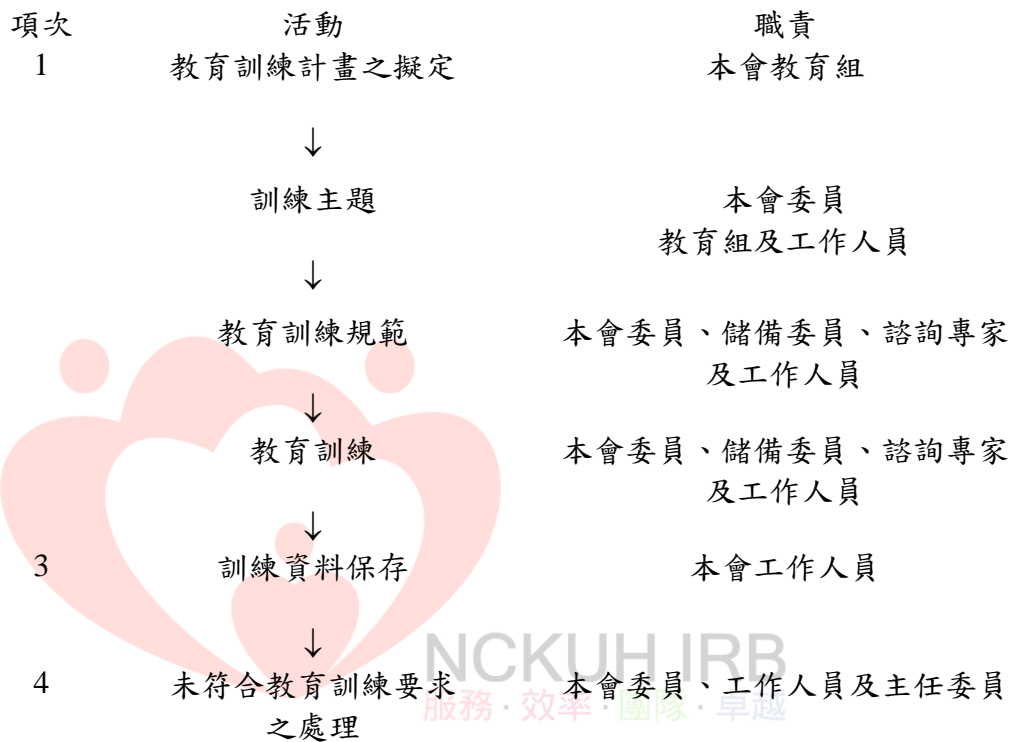 項次 活動 職責
1 教育訓練計畫之擬定 本會教育組
↓
訓練主題 本會委員
教育組及工作人員
↓
教育訓練規範 本會委員、儲備委員、諮詢專家
及工作人員
↓
教育訓練 本會委員、儲備委員、諮詢專家
及工作人員
↓
3 訓練資料保存 本會工作人員
↓
NCKUH IRB
4 未符合教育訓練要求 本會委員、工作人員及主任委員
服務·效率·團隊·卓越
之處理